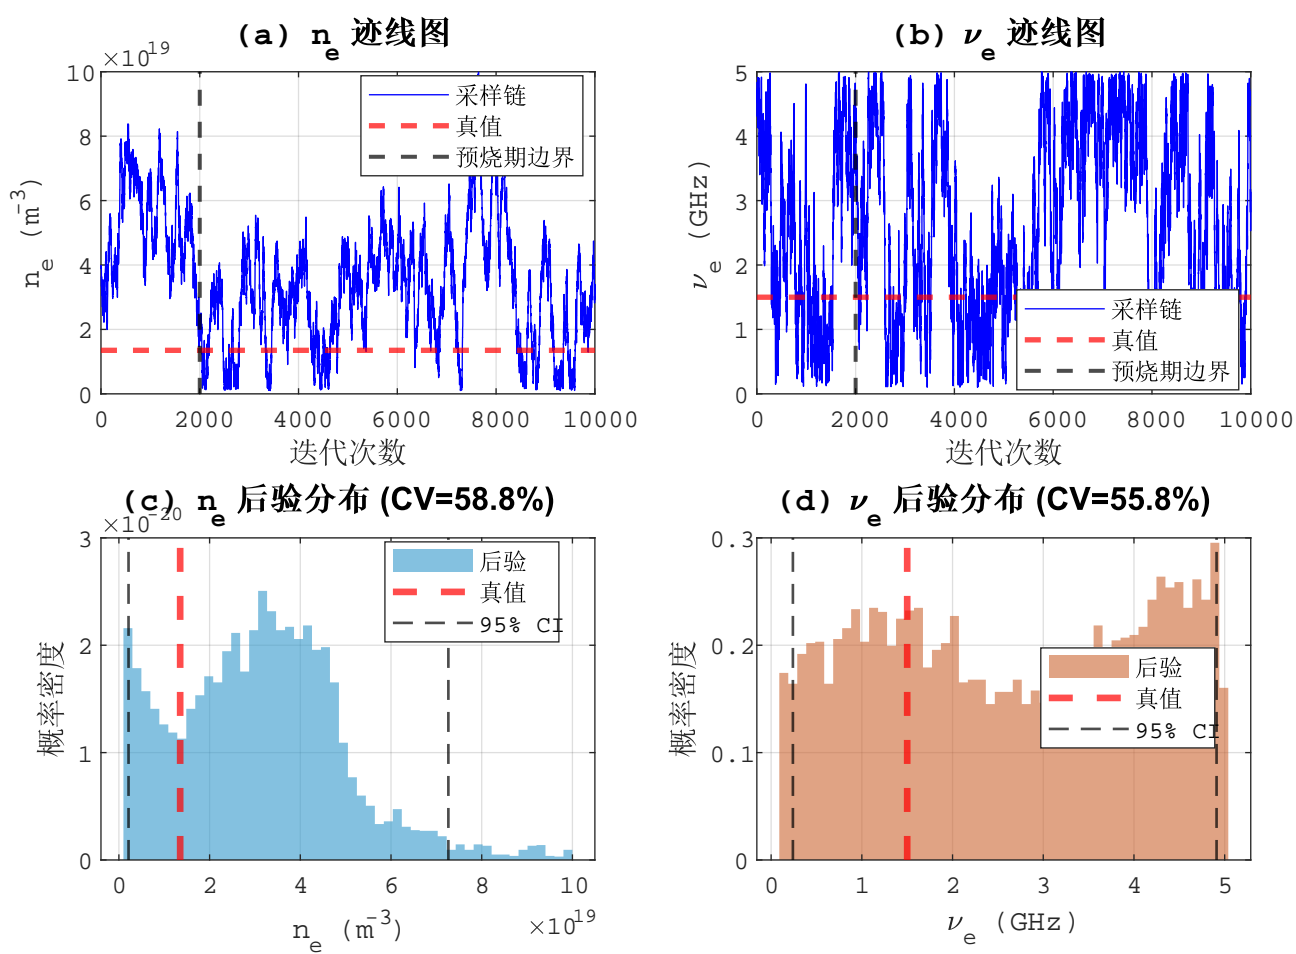 (a) n_e 迹线图
×10^19
10
8
6
4
2
0
n_e (m^-3)
采样链
真值
预烧期边界
0 2000 4000 6000 8000 10000
迭代次数
(b) ν_e 迹线图
5
4
3
2
1
0
ν_e (GHz)
采样链
真值
预烧期边界
0 2000 4000 6000 8000 10000
迭代次数
(c) n_e 后验分布 (CV=58.8%)
×10^-20
3
2
1
0
概率密度
后验
真值
95% CI
0 2 4 6 8 10
×10^19
n_e (m^-3)
(d) ν_e 后验分布 (CV=55.8%)
0.3
0.2
0.1
0
概率密度
后验
真值
95% CI
0 1 2 3 4 5
ν_e (GHz)